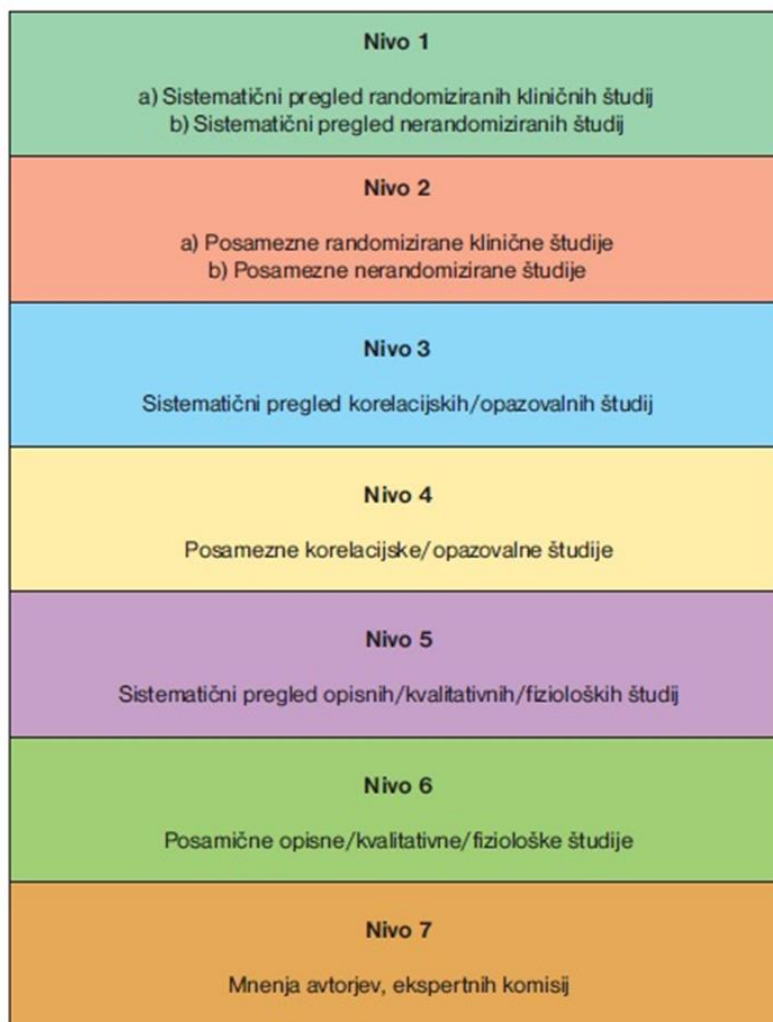 Nivo 1
a) Sistematični pregled randomiziranih kliničnih študij
b) Sistematični pregled nerandomiziranih študij
Nivo 2
a) Posamezne randomizirane klinične študije
b) Posamezne nerandomizirane študije
Nivo 3
Sistematični pregled korelacijskih/opazovalnih študij
Nivo 4
Posamezne korelacijske/opazovalne študije
Nivo 5
Sistematični pregled opisnih/kvalitativnih/fizioloških študij
Nivo 6
Posamične opisne/kvalitativne/fiziološke študije
Nivo 7
Mnenja avtorjev, ekspertnih komisij